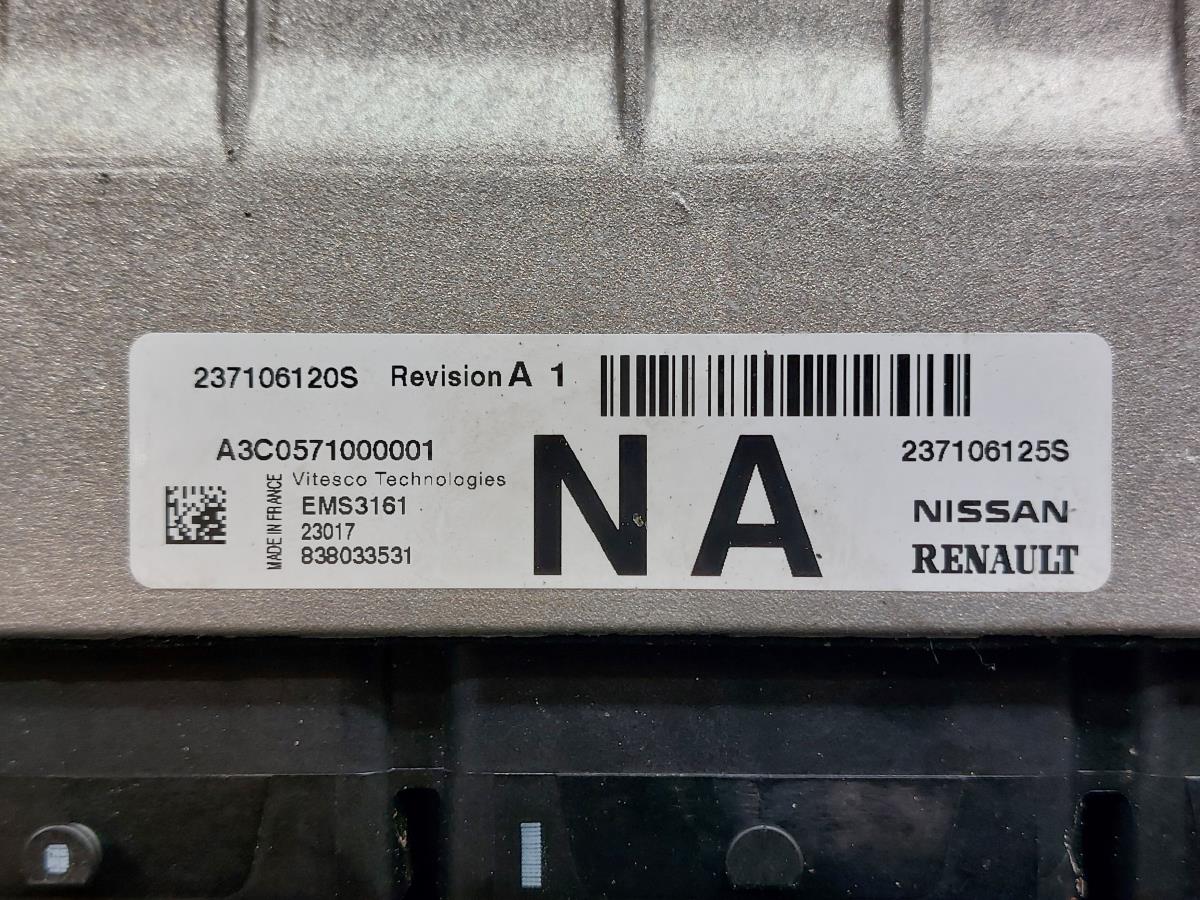 237106120S Revision A 1
A3C0571000001
Vitesco Technologies
EMS3161
23017
838033531
MADE IN FRANCE
NA
237106125S
NISSAN
RENAULT